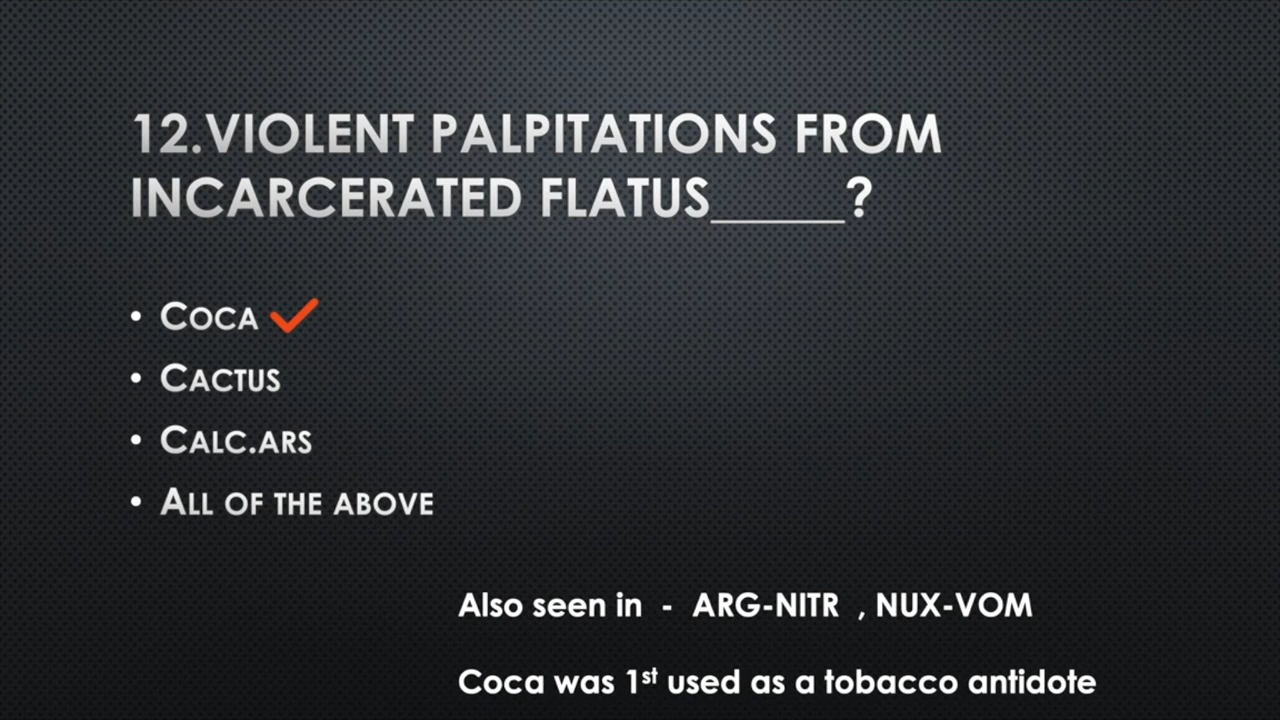 12.VIOLENT PALPITATIONS FROM
INCARCERATED FLATUS______?
• COCA
• CACTUS
• CALC.ARS
• ALL OF THE ABOVE
Also seen in - ARG-NITR , NUX-VOM
Coca was 1st used as a tobacco antidote